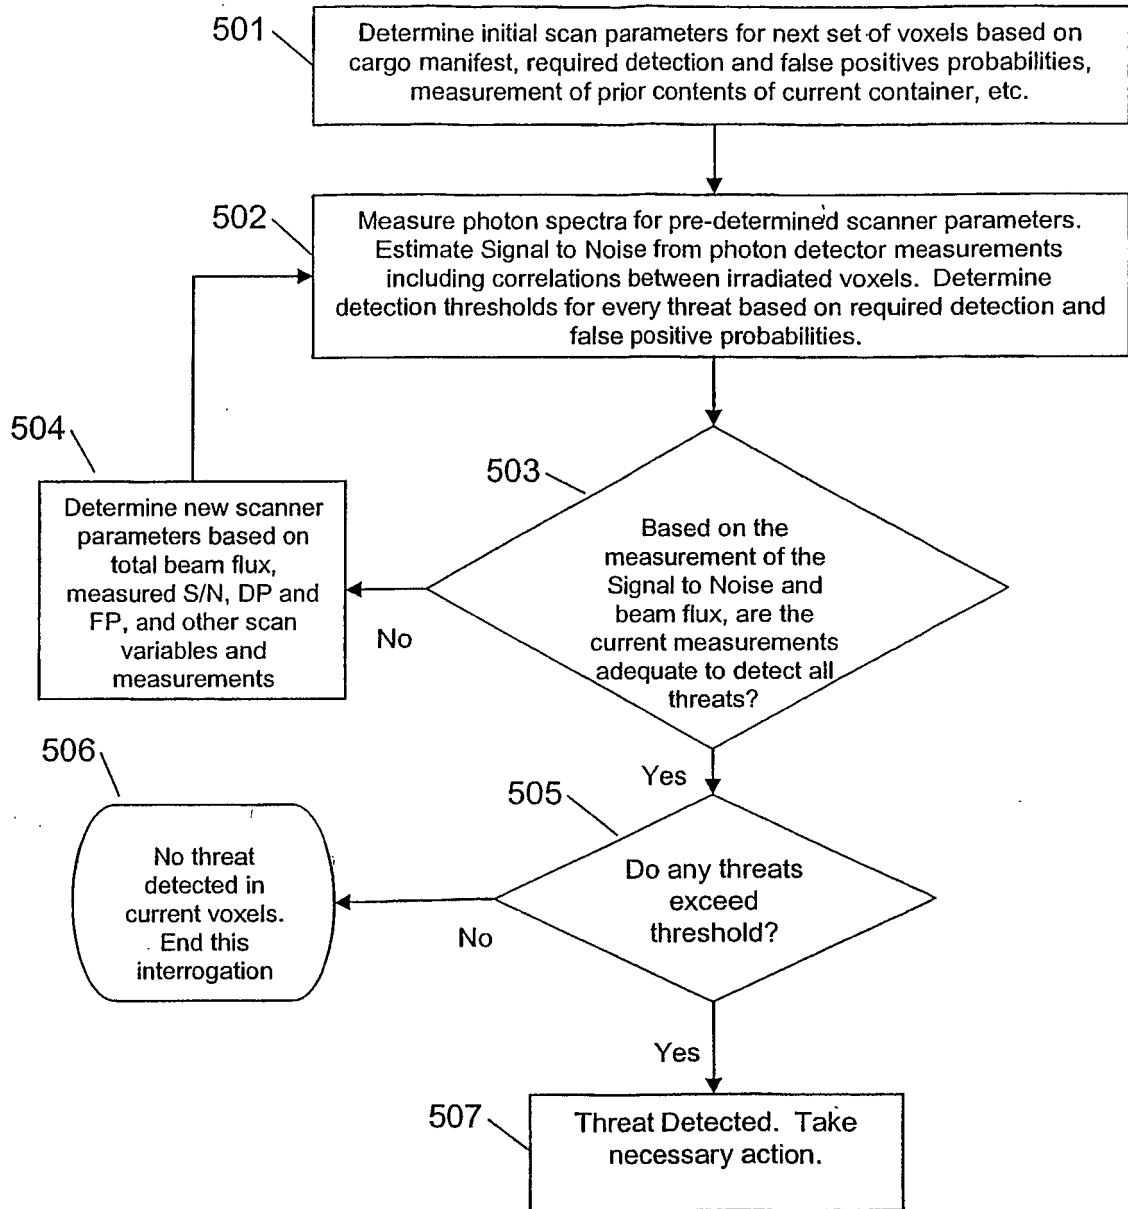 501
Determine initial scan parameters for next set of voxels based on
cargo manifest, required detection and false positives probabilities,
measurement of prior contents of current container, etc.
502
Measure photon spectra for pre-determined scanner parameters.
Estimate Signal to Noise from photon detector measurements
including correlations between irradiated voxels. Determine
detection thresholds for every threat based on required detection and
false positive probabilities.
504
Determine new scanner
parameters based on
total beam flux,
measured S/N, DP and
FP, and other scan
variables and
measurements
503
Based on the
measurement of the
Signal to Noise and
beam flux, are the
current measurements
adequate to detect all
threats?
No
Yes
506
No threat
detected in
current voxels.
End this
interrogation
505
Do any threats
exceed
threshold?
No
Yes
507
Threat Detected. Take
necessary action.